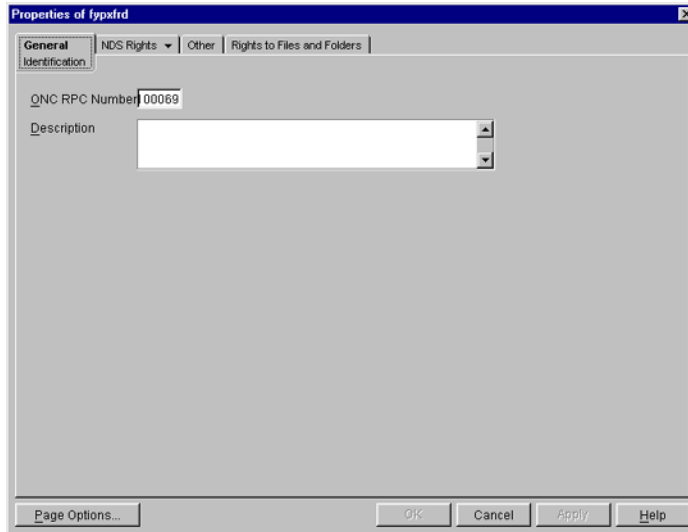 Properties of fypxfrd
General NDS Rights Other Rights to Files and Folders
Identification
ONC RPC Number 00069
Description
Page Options... OK Cancel Apply Help